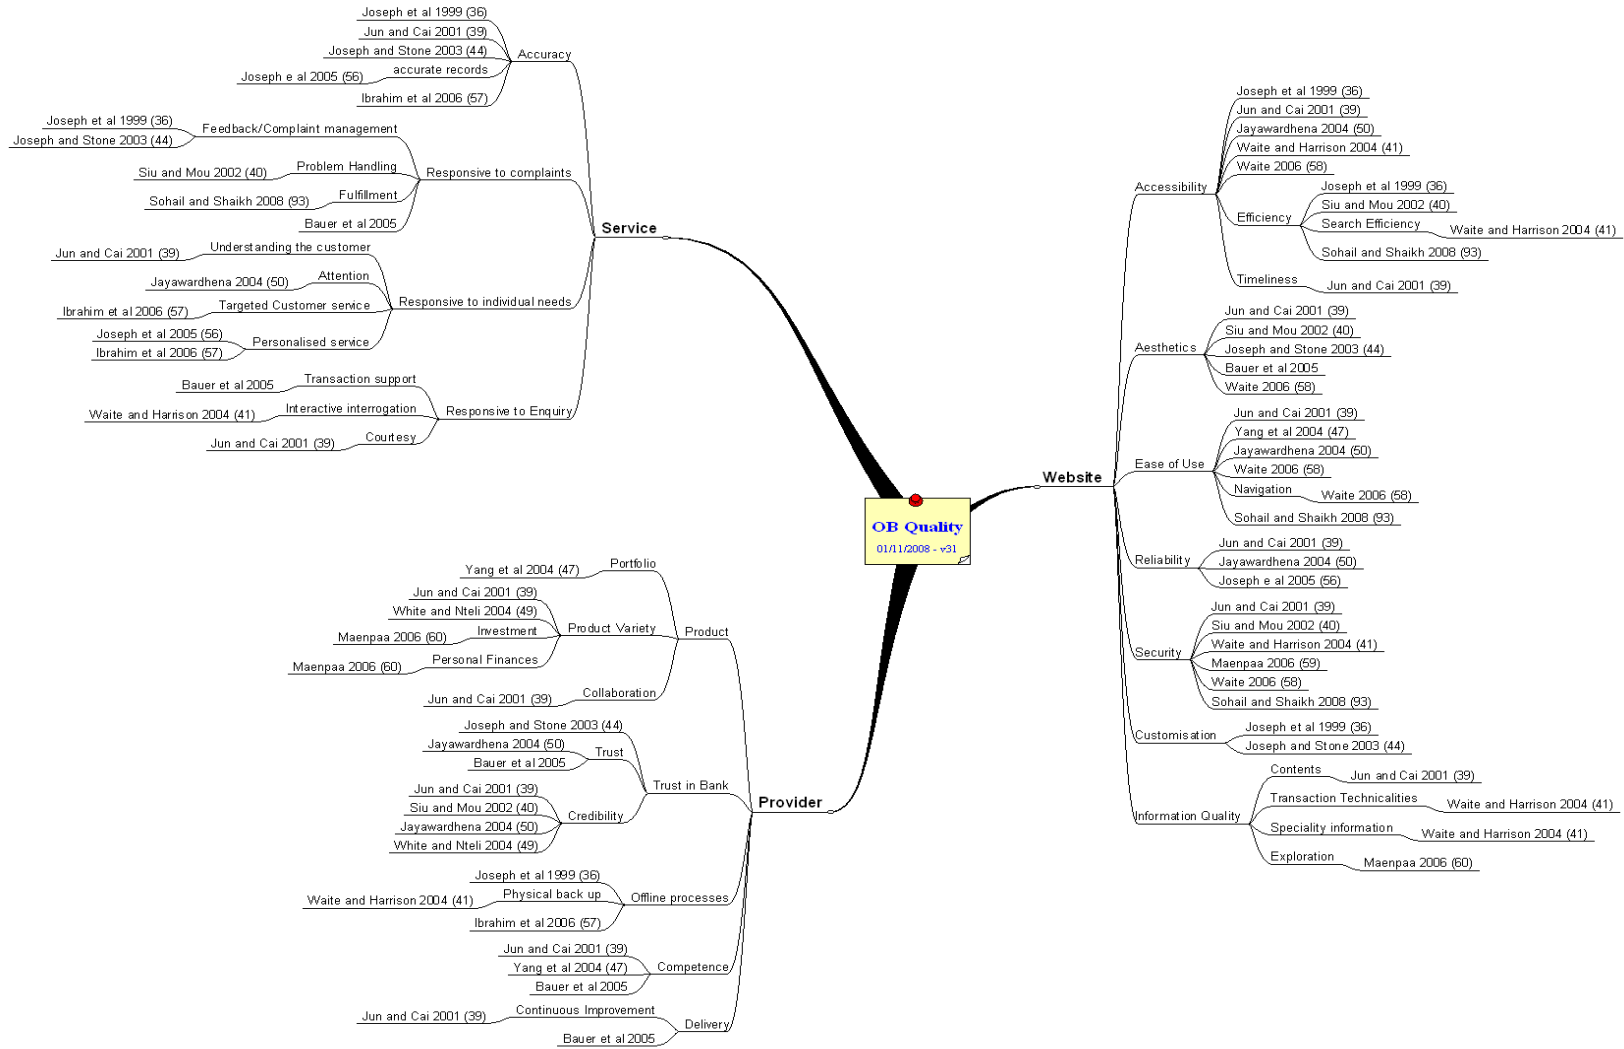 Joseph et al 1999 (36)
Jun and Cai 2001 (39)
Joseph and Stone 2003 (44)
accurate records
Joseph e al 2005 (56)
Ibrahim et al 2006 (57)
Accuracy
Joseph et al 1999 (36)
Joseph and Stone 2003 (44)
Feedback/Complaint management
Siu and Mou 2002 (40)
Problem Handling
Sohail and Shaikh 2008 (93)
Fulfillment
Bauer et al 2005
Responsive to complaints
Jun and Cai 2001 (39)
Understanding the customer
Jayawardhena 2004 (50)
Attention
Ibrahim et al 2006 (57)
Targeted Customer service
Joseph et al 2005 (56)
Ibrahim et al 2006 (57)
Personalised service
Responsive to individual needs
Bauer et al 2005
Transaction support
Waite and Harrison 2004 (41)
Interactive interrogation
Jun and Cai 2001 (39)
Courtesy
Responsive to Enquiry
Service
OB Quality
01/11/2008 - v31
Yang et al 2004 (47)
Portfolio
Jun and Cai 2001 (39)
White and Nteli 2004 (49)
Maenpaa 2006 (60)
Investment
Maenpaa 2006 (60)
Personal Finances
Product Variety
Jun and Cai 2001 (39)
Collaboration
Product
Joseph and Stone 2003 (44)
Jayawardhena 2004 (50)
Bauer et al 2005
Trust
Jun and Cai 2001 (39)
Siu and Mou 2002 (40)
Jayawardhena 2004 (50)
White and Nteli 2004 (49)
Credibility
Trust in Bank
Joseph et al 1999 (36)
Waite and Harrison 2004 (41)
Physical back up
Ibrahim et al 2006 (57)
Offline processes
Jun and Cai 2001 (39)
Yang et al 2004 (47)
Bauer et al 2005
Competence
Jun and Cai 2001 (39)
Continuous Improvement
Bauer et al 2005
Delivery
Provider
Website
Accessibility
Joseph et al 1999 (36)
Jun and Cai 2001 (39)
Jayawardhena 2004 (50)
Waite and Harrison 2004 (41)
Waite 2006 (58)
Efficiency
Joseph et al 1999 (36)
Siu and Mou 2002 (40)
Search Efficiency
Waite and Harrison 2004 (41)
Sohail and Shaikh 2008 (93)
Timeliness
Jun and Cai 2001 (39)
Aesthetics
Jun and Cai 2001 (39)
Siu and Mou 2002 (40)
Joseph and Stone 2003 (44)
Bauer et al 2005
Waite 2006 (58)
Ease of Use
Jun and Cai 2001 (39)
Yang et al 2004 (47)
Jayawardhena 2004 (50)
Waite 2006 (58)
Navigation
Waite 2006 (58)
Sohail and Shaikh 2008 (93)
Reliability
Jun and Cai 2001 (39)
Jayawardhena 2004 (50)
Joseph e al 2005 (56)
Security
Jun and Cai 2001 (39)
Siu and Mou 2002 (40)
Waite and Harrison 2004 (41)
Maenpaa 2006 (59)
Waite 2006 (58)
Sohail and Shaikh 2008 (93)
Customisation
Joseph et al 1999 (36)
Joseph and Stone 2003 (44)
Information Quality
Contents
Jun and Cai 2001 (39)
Transaction Technicalities
Waite and Harrison 2004 (41)
Speciality information
Waite and Harrison 2004 (41)
Exploration
Maenpaa 2006 (60)